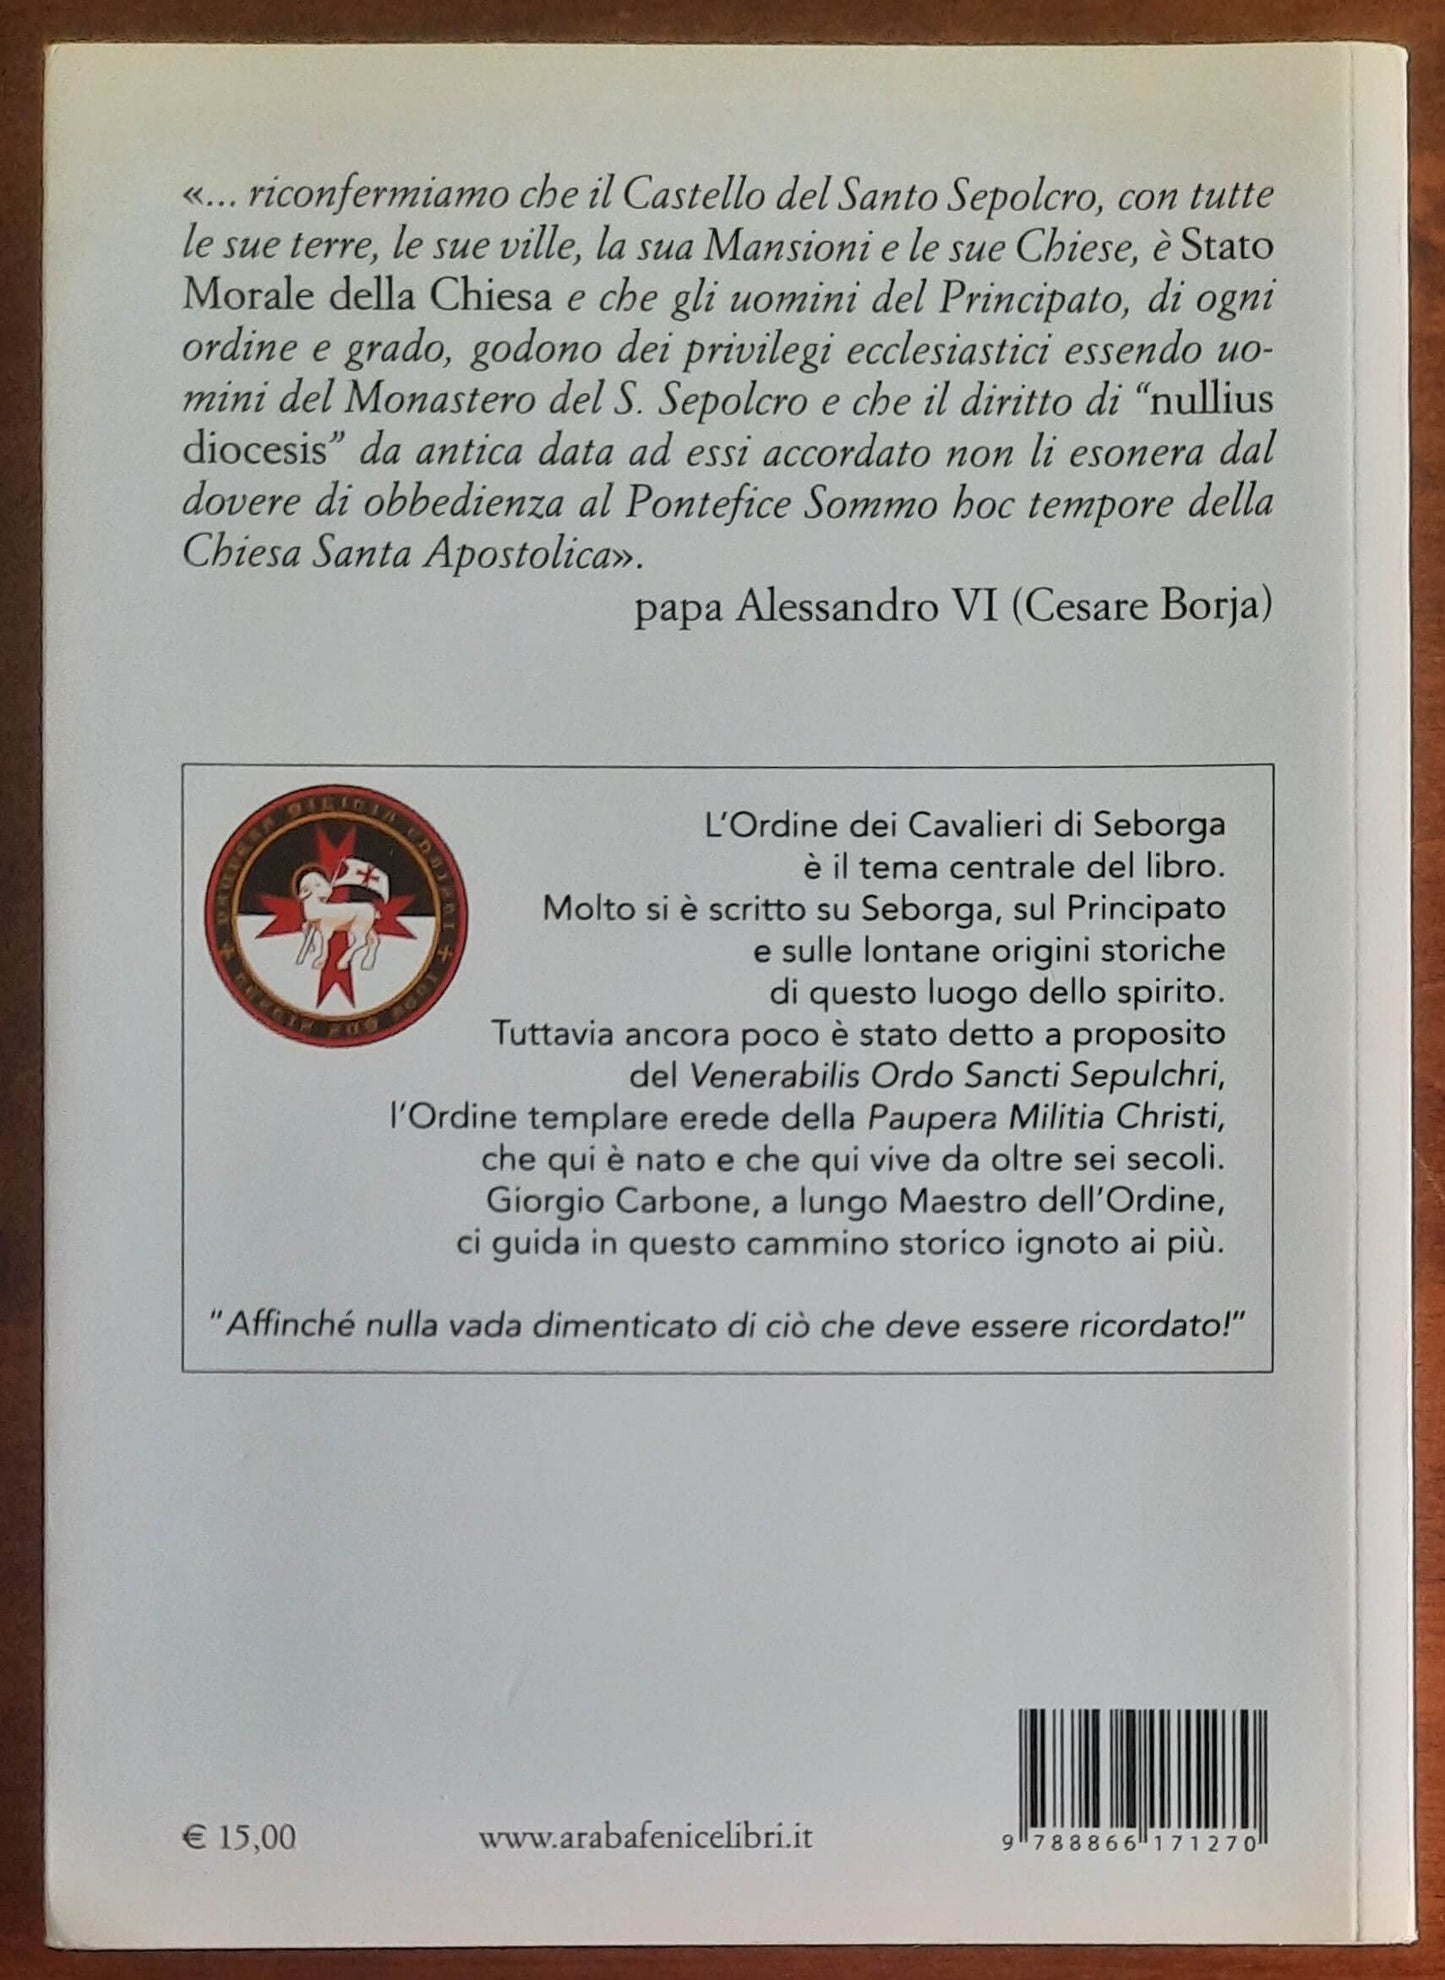 «... riconfermiamo che il Castello del Santo Sepolcro, con tutte
le sue terre, le sue ville, la sua Mansioni e le sue Chiese, è Stato
Morale della Chiesa e che gli uomini del Principato, di ogni
ordine e grado, godono dei privilegi ecclesiastici essendo uo-
mini del Monastero del S. Sepolcro e che il diritto di “nullius
diocesis” da antica data ad essi accordato non li esonera dal
dovere di obbedienza al Pontefice Sommo hoc tempore della
Chiesa Santa Apostolica».
papa Alessandro VI (Cesare Borja)
L’Ordine dei Cavalieri di Seborga
è il tema centrale del libro.
Molto si è scritto su Seborga, sul Principato
e sulle lontane origini storiche
di questo luogo dello spirito.
Tuttavia ancora poco è stato detto a proposito
del Venerabilis Ordo Sancti Sepulchri,
l’Ordine templare erede della Paupera Militia Christi,
che qui è nato e che qui vive da oltre sei secoli.
Giorgio Carbone, a lungo Maestro dell’Ordine,
ci guida in questo cammino storico ignoto ai più.
"Affinché nulla vada dimenticato di ciò che deve essere ricordato!"
€ 15,00
www.arabafenicelibri.it
9 788866 171270